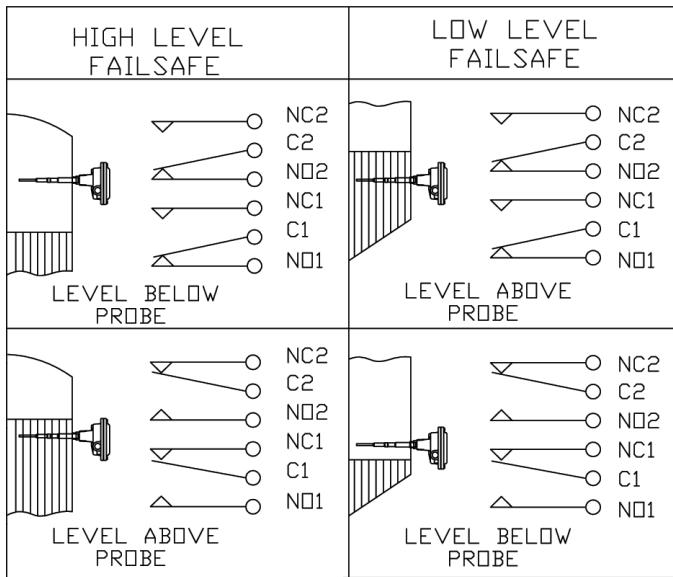 HIGH LEVEL
FAILSAFE
LOW LEVEL
FAILSAFE
NC2
C2
NO2
NC1
C1
NO1
LEVEL BELOW
PROBE
NC2
C2
NO2
NC1
C1
NO1
LEVEL ABOVE
PROBE
NC2
C2
NO2
NC1
C1
NO1
LEVEL ABOVE
PROBE
NC2
C2
NO2
NC1
C1
NO1
LEVEL BELOW
PROBE